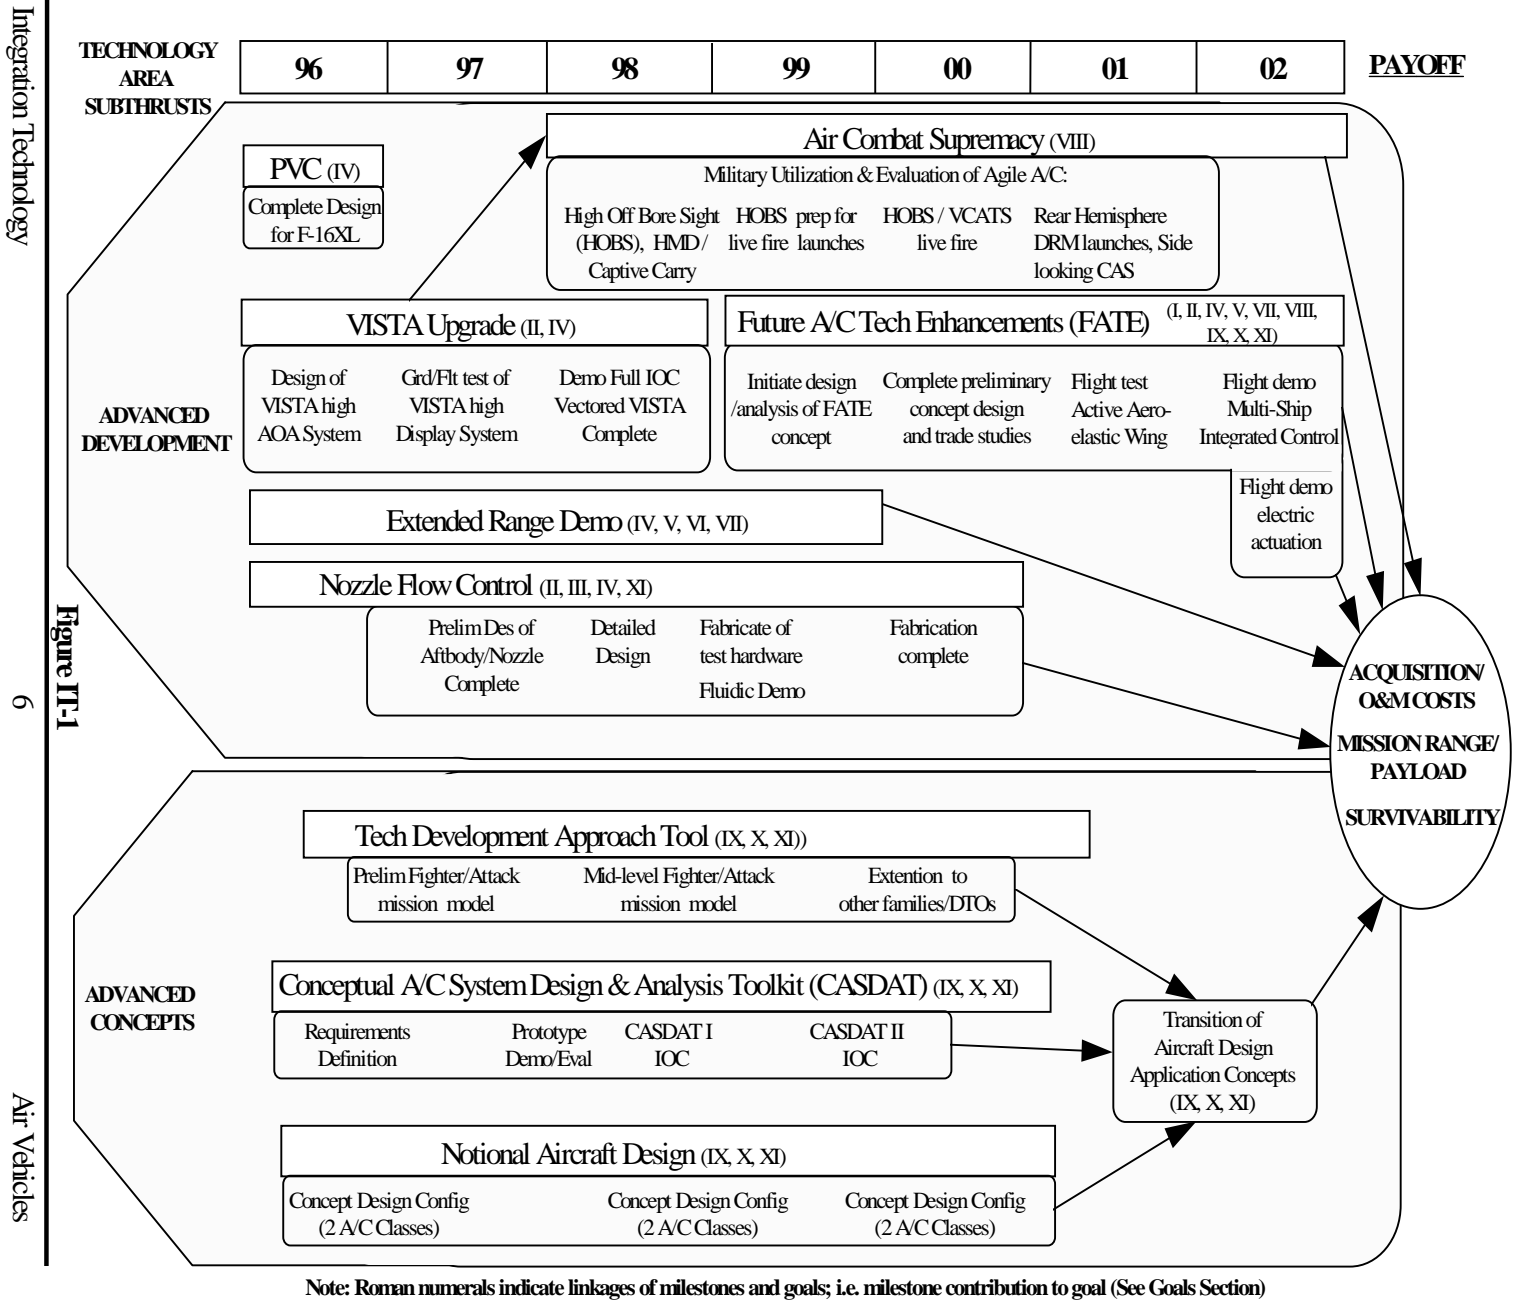 Integration Technology
6
Air Vehicles
Figure IT-1
TECHNOLOGY
AREA
SUBTHRUSTS
96 97 98 99 00 01 02
PAYOFF
ADVANCED
DEVELOPMENT
PVC (IV)
Complete Design
for F-16XL
Air Combat Supremacy (VIII)
Military Utilization & Evaluation of Agile A/C:
High Off Bore Sight
(HOBS), HMD /
Captive Carry
HOBS prep for
live fire launches
HOBS / VCATS
live fire
Rear Hemisphere
DRM launches, Side
looking CAS
VISTA Upgrade (II, IV)
Design of
VISTA high
AOA System
Grd/Flt test of
VISTA high
Display System
Demo Full IOC
Vectored VISTA
Complete
Future A/C Tech Enhancements (FATE) (I, II, IV, V, VII, VIII,
IX, X, XI)
Initiate design
/analysis of FATE
concept
Complete preliminary
concept design
and trade studies
Flight test
Active Aero-
elastic Wing
Flight demo
Multi-Ship
Integrated Control
Flight demo
electric
actuation
Extended Range Demo (IV, V, VI, VII)
Nozzle Flow Control (II, III, IV, XI)
Prelim Des of
Aftbody/Nozzle
Complete
Detailed
Design
Fabricate of
test hardware
Fluidic Demo
Fabrication
complete
ACQUISITION/
O&M COSTS
MISSION RANGE/
PAYLOAD
SURVIVABILITY
ADVANCED
CONCEPTS
Tech Development Approach Tool (IX, X, XI))
Prelim Fighter/Attack
mission model
Mid-level Fighter/Attack
mission model
Extention to
other families/DTOs
Conceptual A/C System Design & Analysis Toolkit (CASDAT) (IX, X, XI)
Requirements
Definition
Prototype
Demo/Eval
CASDAT I
IOC
CASDAT II
IOC
Transition of
Aircraft Design
Application Concepts
(IX, X, XI)
Notional Aircraft Design (IX, X, XI)
Concept Design Config
(2 A/C Classes)
Concept Design Config
(2 A/C Classes)
Concept Design Config
(2 A/C Classes)
Note: Roman numerals indicate linkages of milestones and goals; i.e. milestone contribution to goal (See Goals Section)